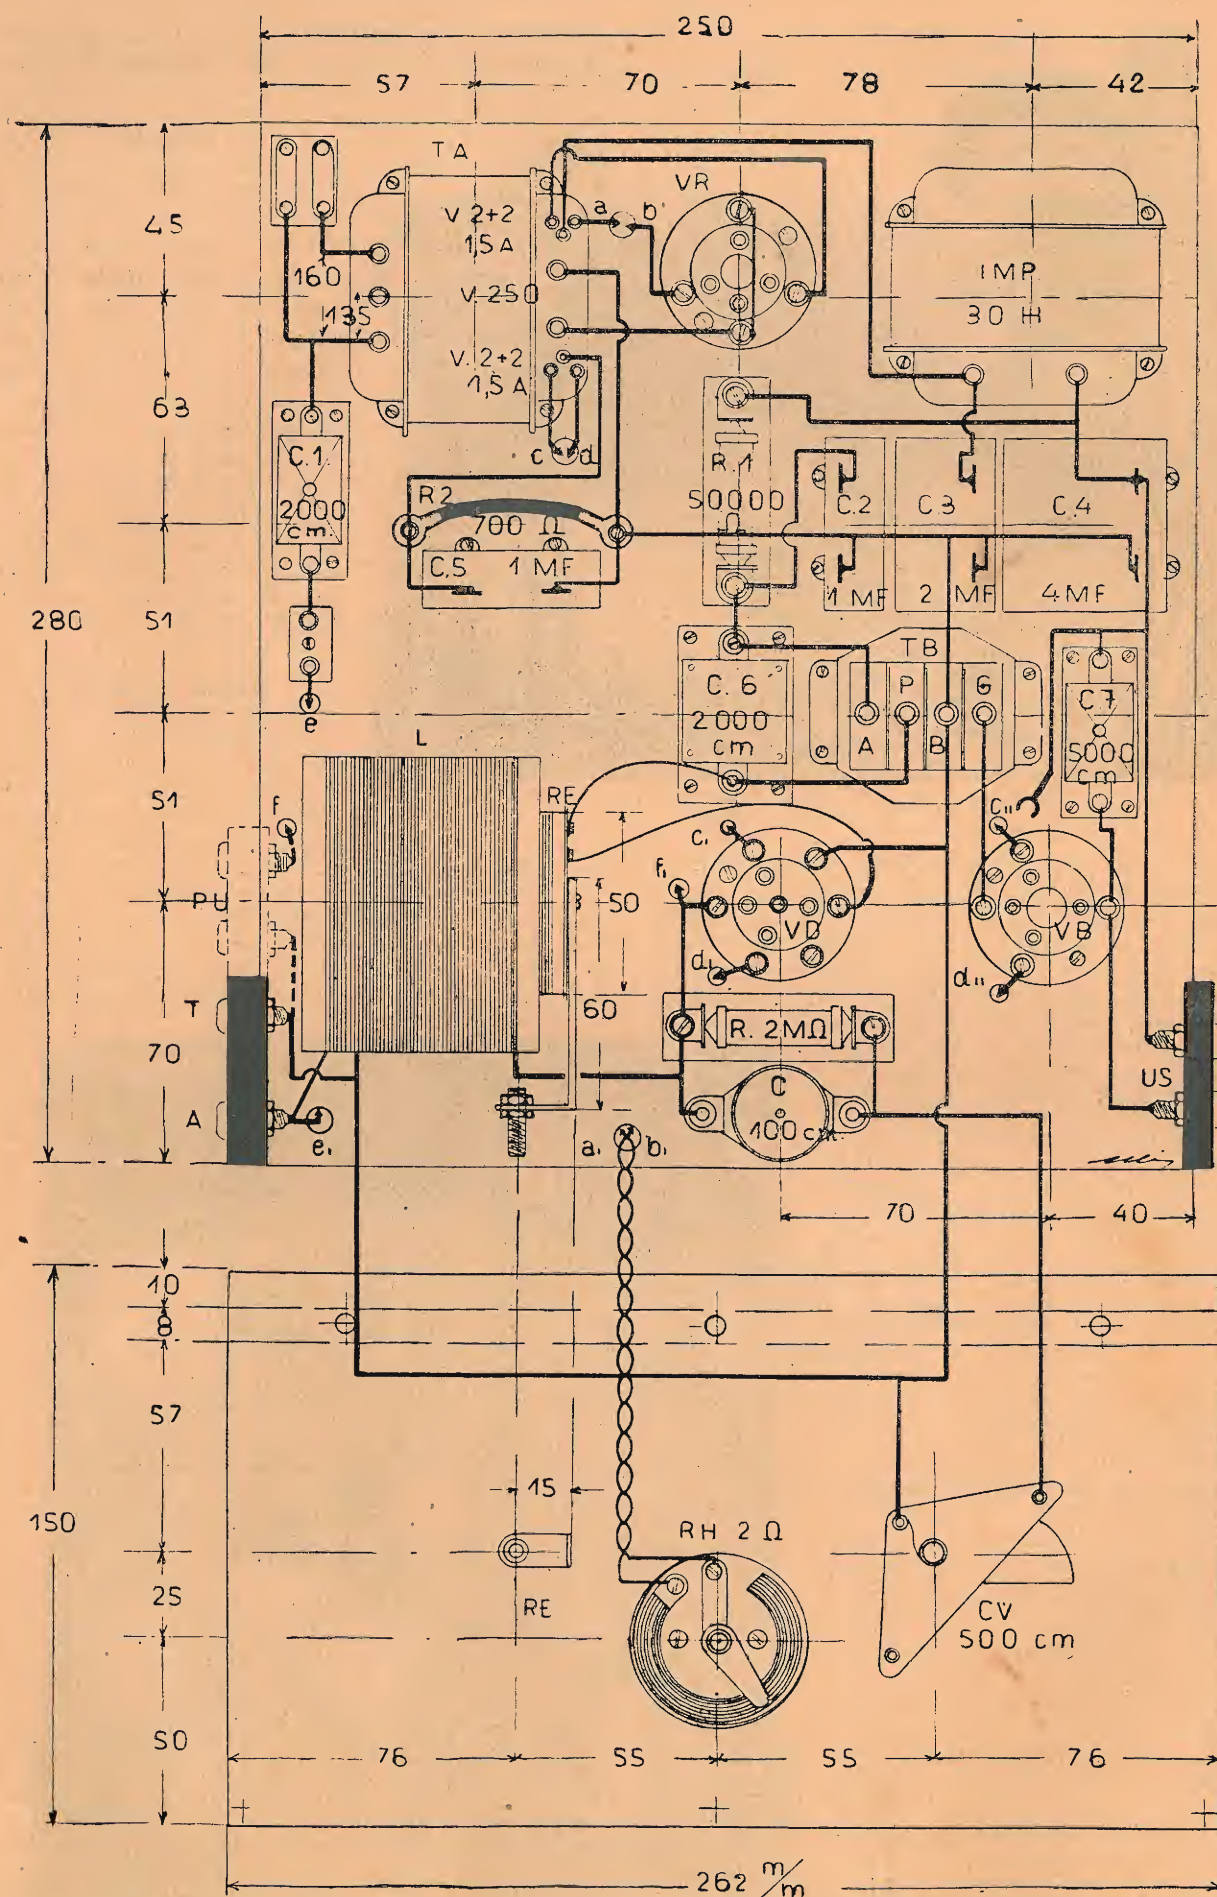 250
57 70 78 42
TA
VR
V. 2+2
1,5 A
a b
45
160
IMP.
30 H
V. 250
135
V. 2+2
1,5 A
63
C.1
2000
cm.
c d
R.1
50000
R2
700 Ω
C.2 C.3 C.4
C.5 1 MF
1 MF 2 MF 4 MF
280
51
TB
C.6
2000
cm
P G
A B
C7
5000
cm
e
L
RE
51
F
c,
c,,
F,
PU
50
VD
VB
d,
d,,
T
60
R. 2MΩ
70
US
C
100 cm.
A
e,
a, b,
70 40
10
8
57
15
150
RH 2 Ω
25
RE
CV
500 cm
50
76 55 55 76
262 m/m